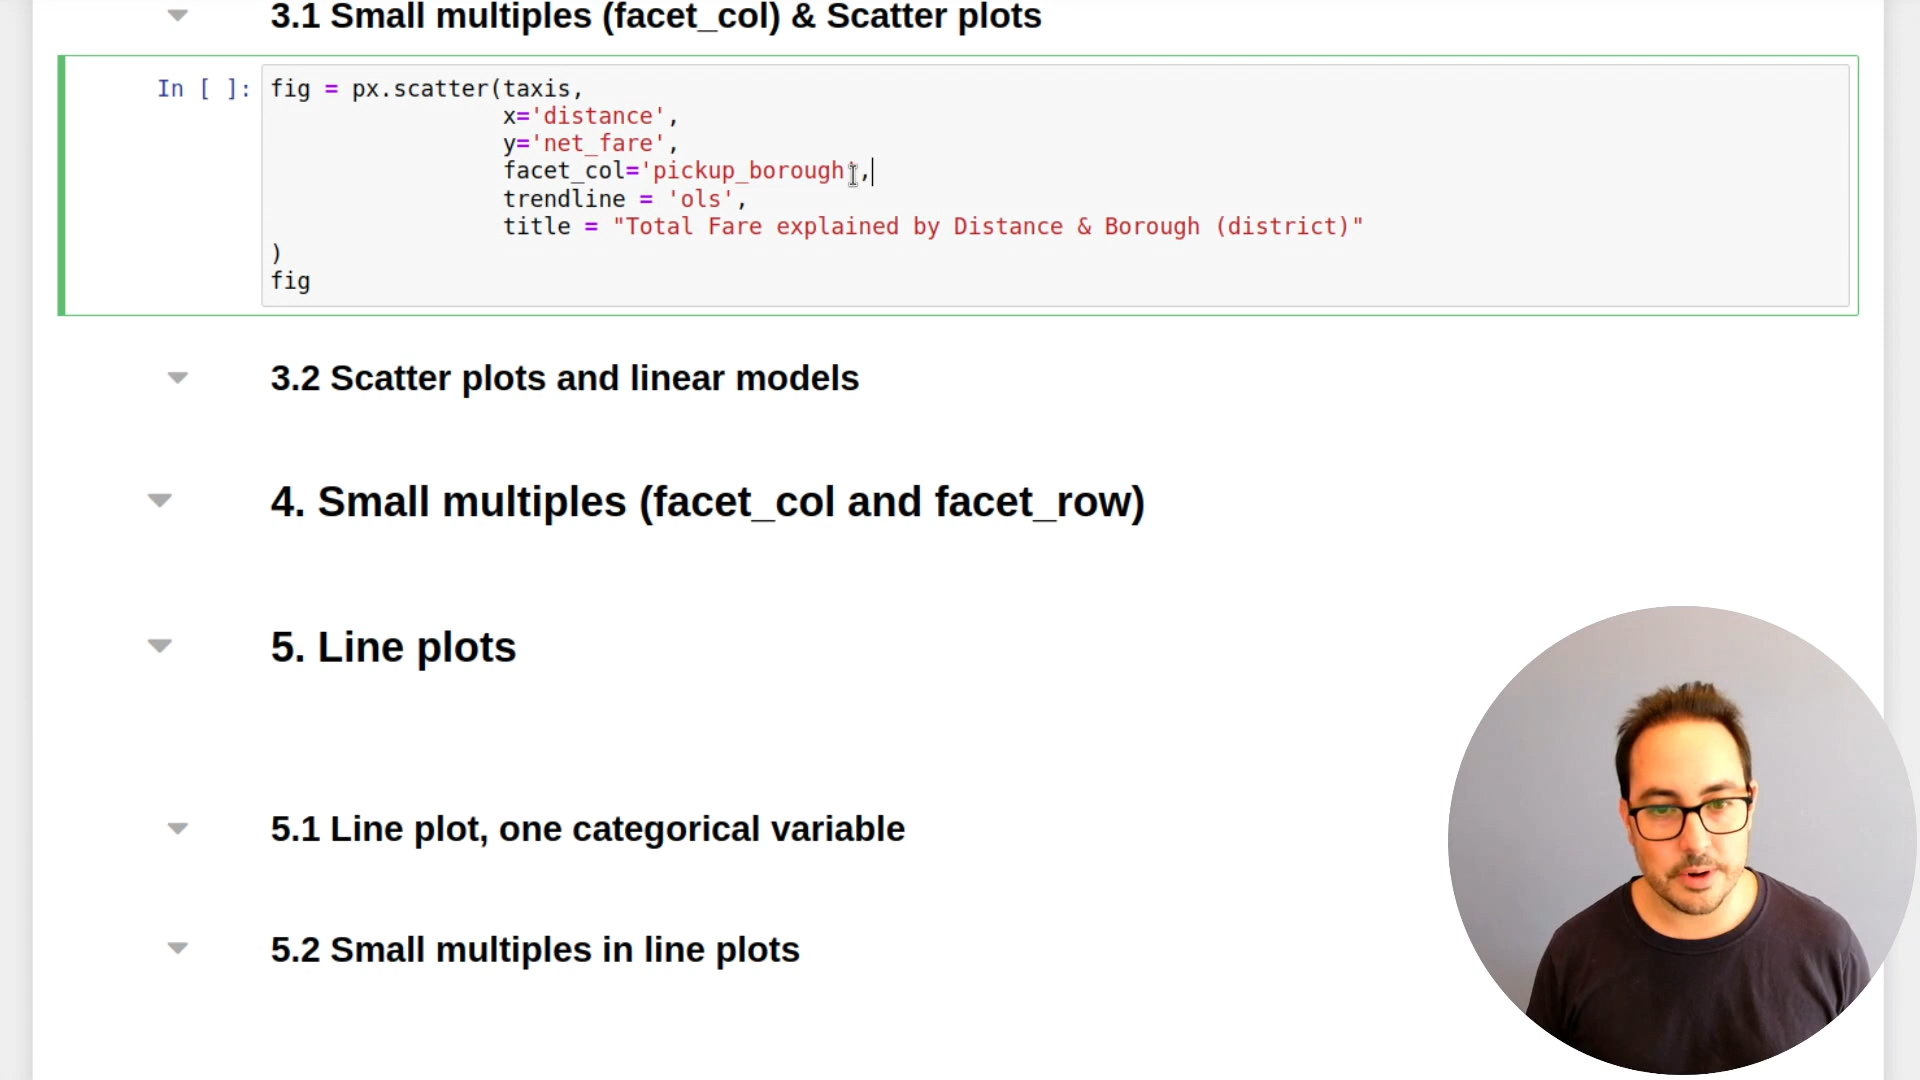 3.1 Small multiples (facet_col) & Scatter plots
In [ ]: fig = px.scatter(taxis,
x='distance',
y='net_fare',
facet_col='pickup_borough',
trendline = 'ols',
title = "Total Fare explained by Distance & Borough (district)"
)
fig
3.2 Scatter plots and linear models
4. Small multiples (facet_col and facet_row)
5. Line plots
5.1 Line plot, one categorical variable
5.2 Small multiples in line plots